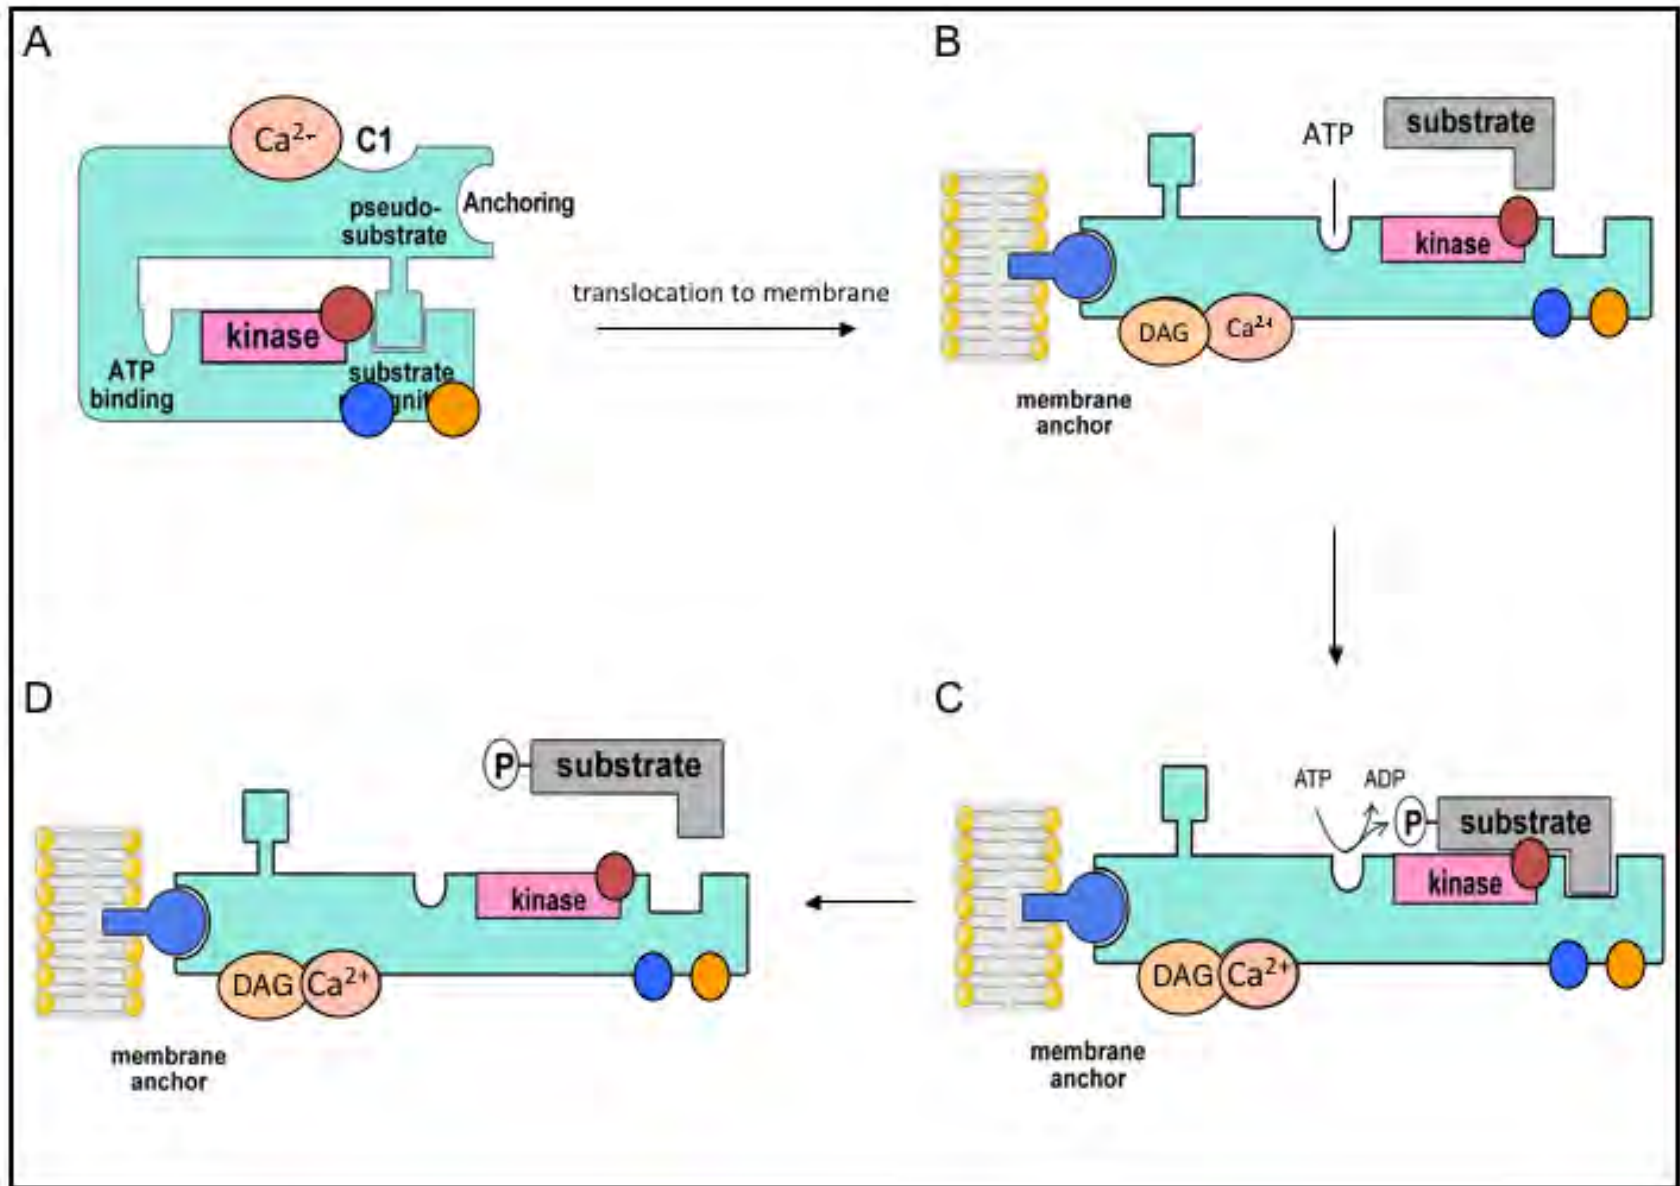 A
Ca2-
C1
pseudo-
substrate
Anchoring
kinase
ATP
binding
substrate
translocation to membrane
B
ATP
substrate
kinase
DAG
Ca2+
membrane
anchor
D
P
substrate
kinase
DAG
Ca2+
membrane
anchor
C
ATP
ADP
P
substrate
kinase
DAG
Ca2+
membrane
anchor